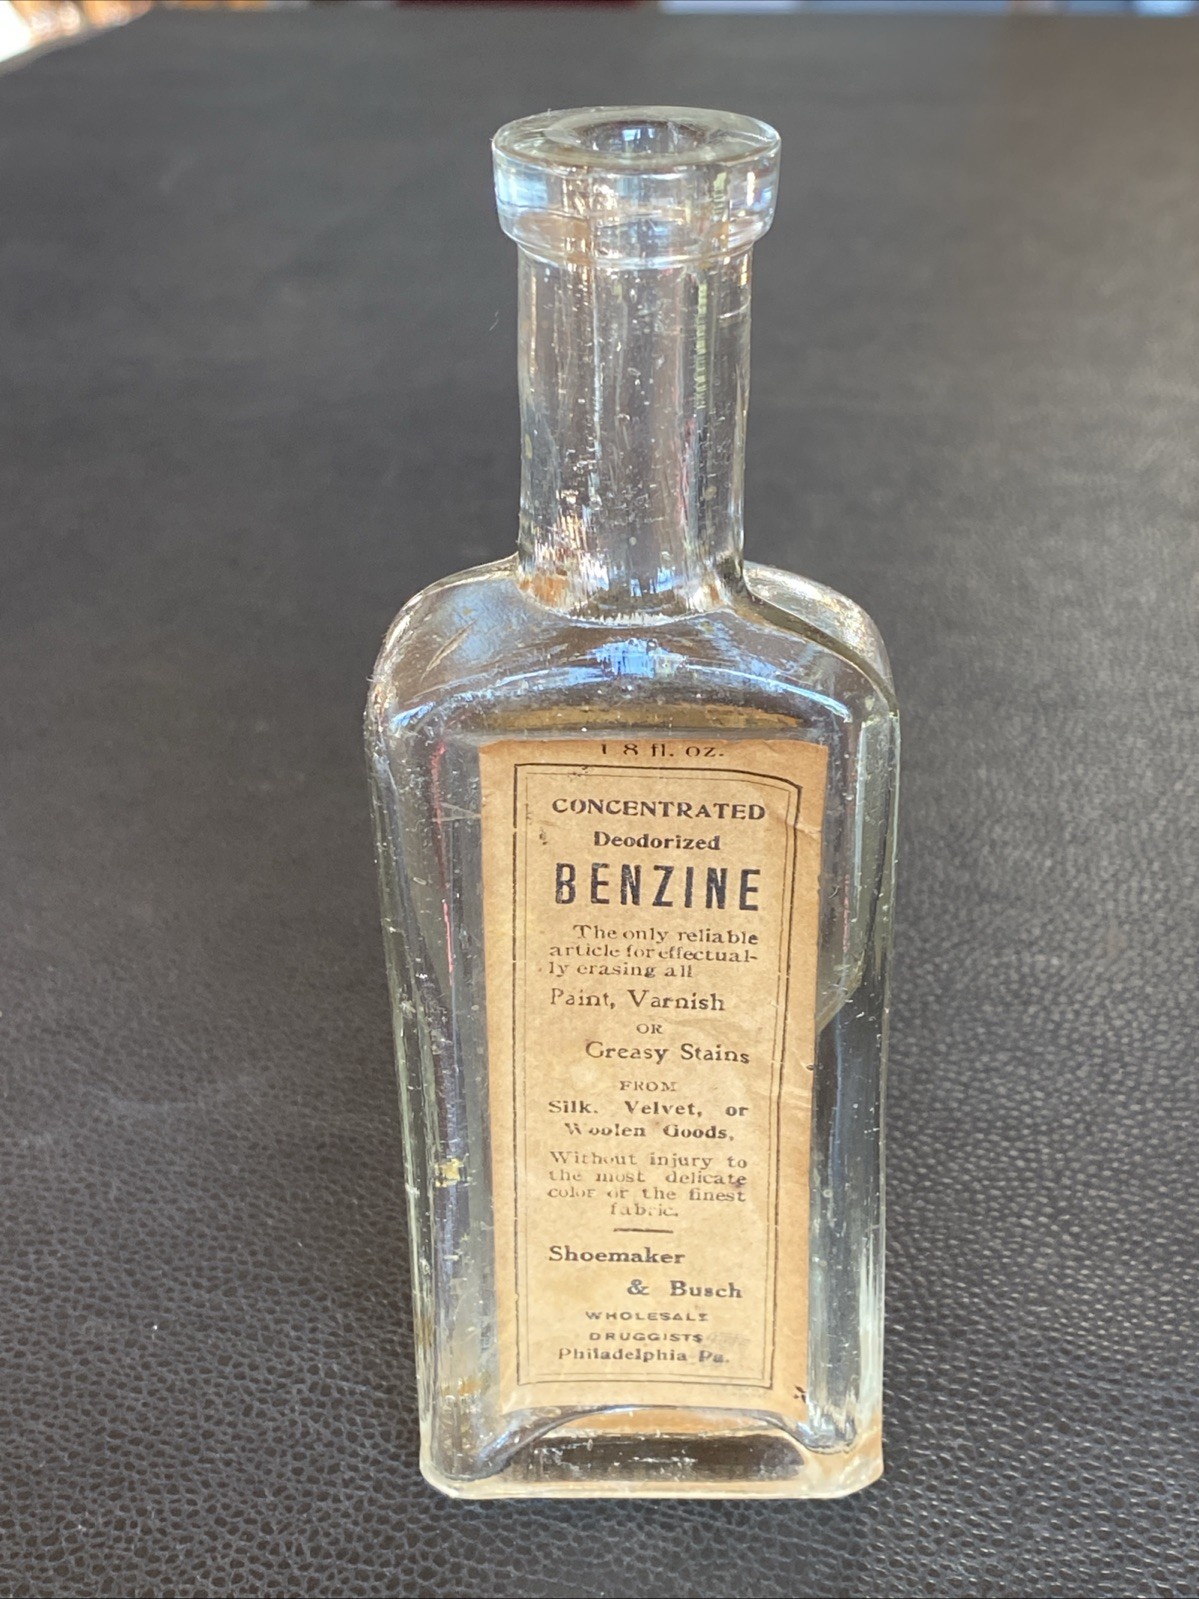 1 8 fl. oz.
CONCENTRATED
Deodorized
BENZINE
The only reliable
article for effectual-
ly erasing all
Paint, Varnish
OR
Greasy Stains
FROM
Silk. Velvet, or
Woolen Goods,
Without injury to
the most delicate
color or the finest
fabric.
Shoemaker
& Busch
WHOLESALE
DRUGGISTS
Philadelphia Pa.